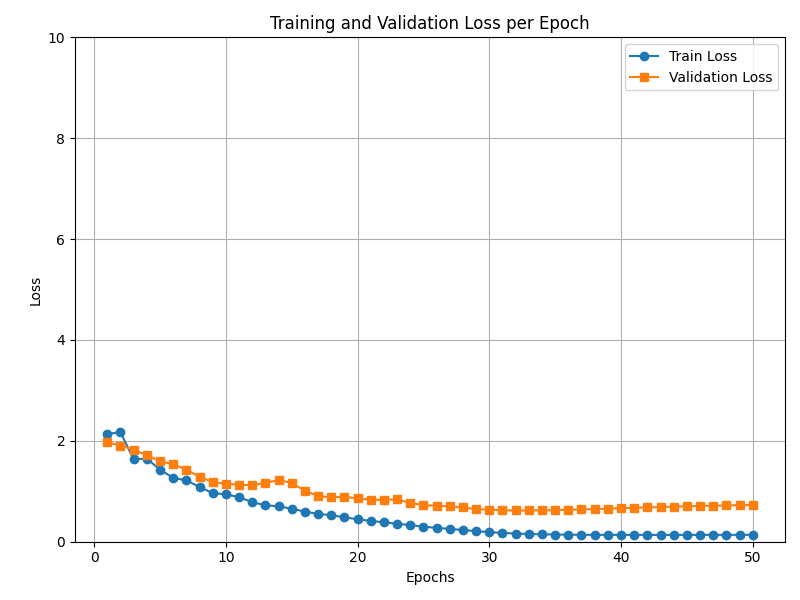 Training and Validation Loss per Epoch
Train Loss
Validation Loss
Loss
10
8
6
4
2
0
0 10 20 30 40 50
Epochs